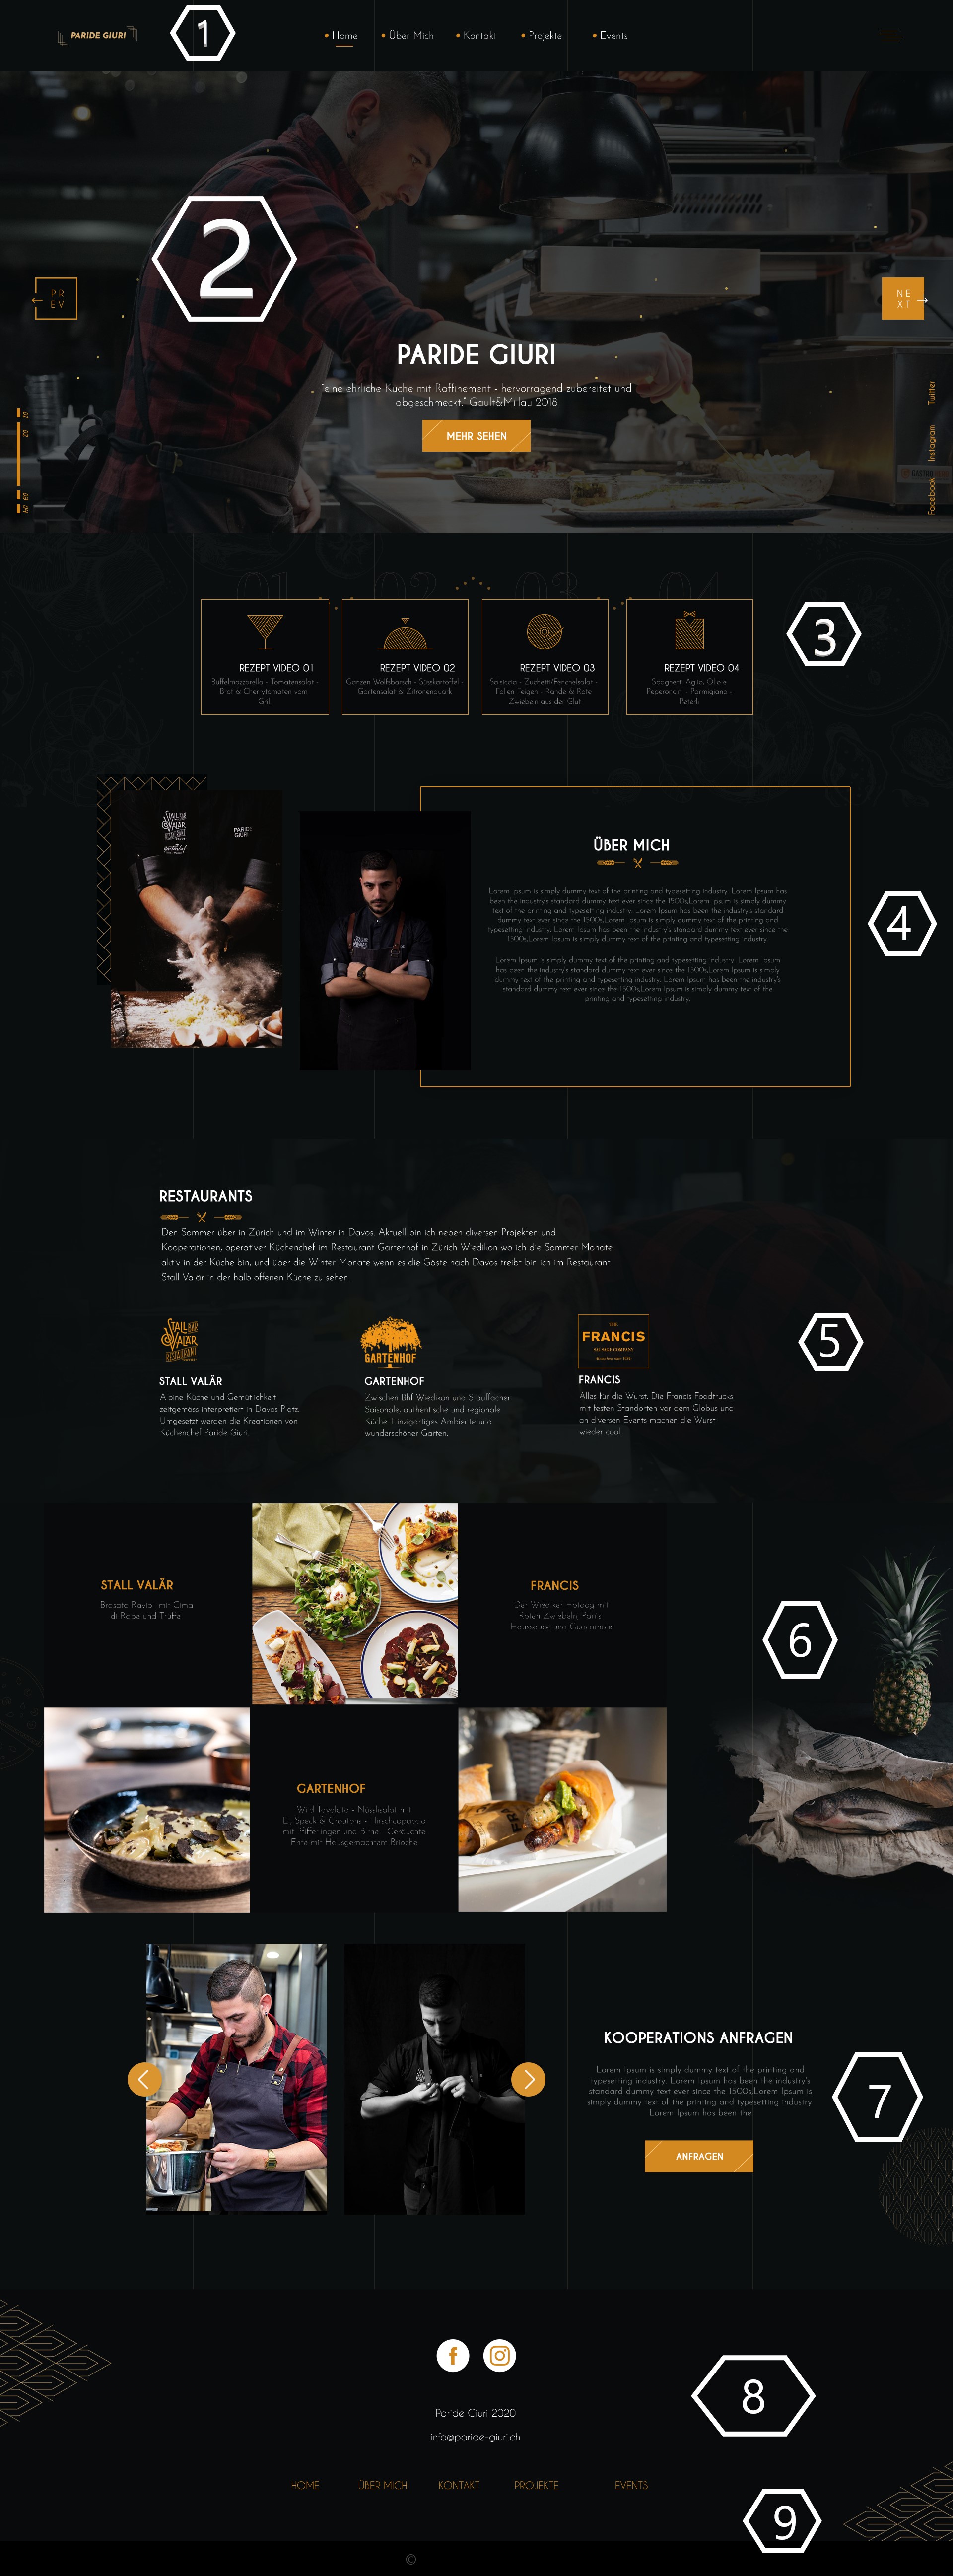 PARIDE GIURI
1
Home
Über Mich
Kontakt
Projekte
Events
2
PR
EV
NE
XT
PARIDE GIURI
"eine ehrliche Küche mit Raffinement - hervorragend zubereitet und
abgeschmeckt." Gault&Millau 2018
MEHR SEHEN
01
02
03
04
Twitter
Instagram
Facebook
01
02
03
04
3
REZEPT VIDEO 01
Büffelmozzarella - Tomatensalat -
Brot & Cherrytomaten vom
Grill
REZEPT VIDEO 02
Ganzen Wolfsbarsch - Süsskartoffel -
Gartensalat & Zitronenquark
REZEPT VIDEO 03
Salsiccia - Zuchetti/Fenchelsalat -
Folien Feigen - Rande & Rote
Zwiebeln aus der Glut
REZEPT VIDEO 04
Spaghetti Aglio, Olio e
Peperoncini - Parmigiano -
Peterli
STALL BAR
VALÄR
RESTAURANT
Gartenhof
PARIDE
GIURI
ÜBER MICH
Lorem Ipsum is simply dummy text of the printing and typesetting industry. Lorem Ipsum has
been the industry's standard dummy text ever since the 1500s,Lorem Ipsum is simply dummy
text of the printing and typesetting industry. Lorem Ipsum has been the industry's standard
dummy text ever since the 1500s,Lorem Ipsum is simply dummy text of the printing and
typesetting industry. Lorem Ipsum has been the industry's standard dummy text ever since the
1500s,Lorem Ipsum is simply dummy text of the printing and typesetting industry.
Lorem Ipsum is simply dummy text of the printing and typesetting industry. Lorem Ipsum
has been the industry's standard dummy text ever since the 1500s,Lorem Ipsum is simply
dummy text of the printing and typesetting industry. Lorem Ipsum has been the industry's
standard dummy text ever since the 1500s,Lorem Ipsum is simply dummy text of the
printing and typesetting industry.
4
RESTAURANTS
Den Sommer über in Zürich und im Winter in Davos. Aktuell bin ich neben diversen Projekten und
Kooperationen, operativer Küchenchef im Restaurant Gartenhof in Zürich Wiedikon wo ich die Sommer Monate
aktiv in der Küche bin, und über die Winter Monate wenn es die Gäste nach Davos treibt bin ich im Restaurant
Stall Valär in der halb offenen Küche zu sehen.
STALL BAR
VALÄR
RESTAURANT
STALL VALÄR
Alpine Küche und Gemütlichkeit
zeitgemäss interpretiert in Davos Platz.
Umgesetzt werden die Kreationen von
Küchenchef Paride Giuri.
GARTENHOF
GARTENHOF
Zwischen Bhf Wiedikon und Stauffacher.
Saisonale, authentische und regionale
Küche. Einzigartiges Ambiente und
wunderschöner Garten.
THE
FRANCIS
SAUSAGE COMPANY
FRANCIS
Alles für die Wurst. Die Francis Foodtrucks
mit festen Standorten vor dem Globus und
an diversen Events machen die Wurst
wieder cool.
5
STALL VALÄR
Brasato Ravioli mit Cima
di Rape und Trüffel
FRANCIS
Der Wiediker Hotdog mit
Roten Zwiebeln, Pari's
Haussauce und Guacamole
6
GARTENHOF
Wild Tavolata - Nüsslisalat mit
Ei, Speck & Croutons - Hirschcapaccio
mit Pfifferlingen und Birne - Geräuchte
Ente mit Hausgemachtem Brioche
KOOPERATIONS ANFRAGEN
Lorem Ipsum is simply dummy text of the printing and
typesetting industry. Lorem Ipsum has been the industry's
standard dummy text ever since the 1500s,Lorem Ipsum is
simply dummy text of the printing and typesetting industry.
Lorem Ipsum has been the
ANFRAGEN
7
8
Paride Giuri 2020
info@paride-giuri.ch
HOME
ÜBER MICH
KONTAKT
PROJEKTE
EVENTS
9
©